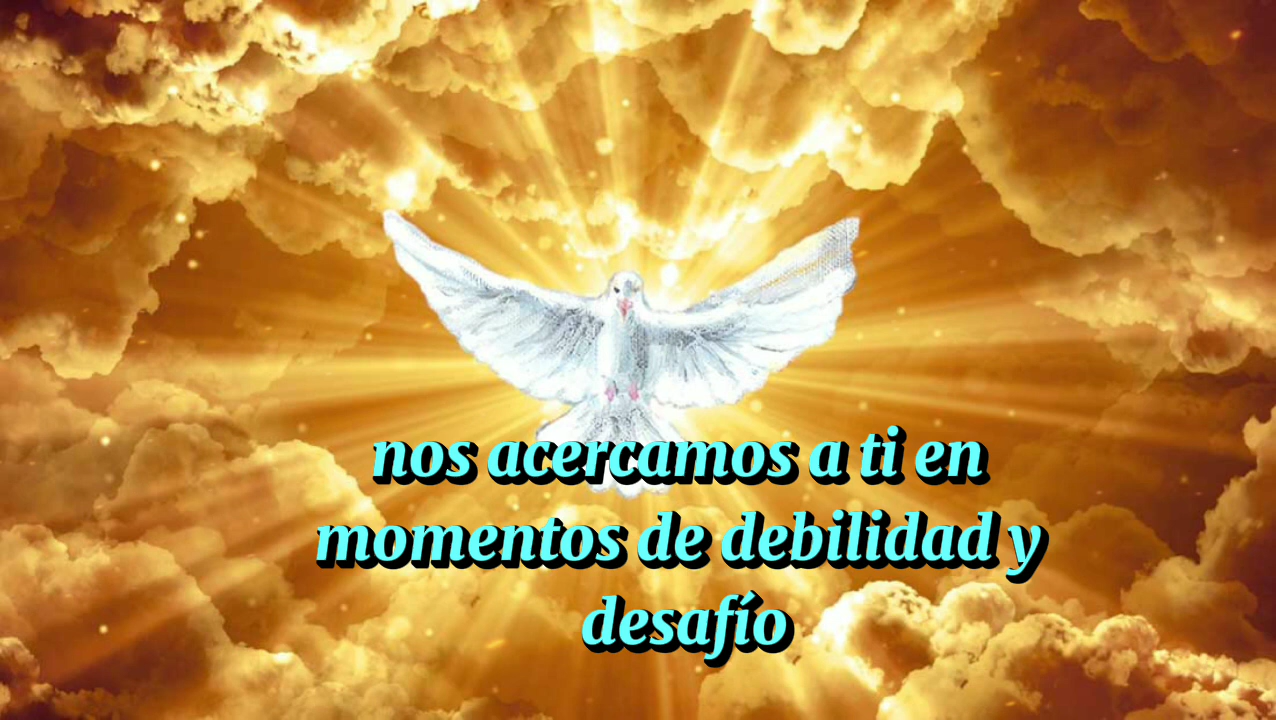 nos acercamos a ti en
momentos de debilidad y
desafío